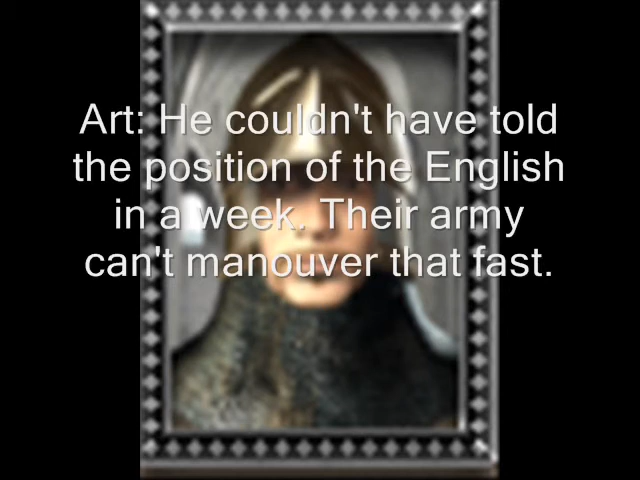 Art: He couldn't have told
the position of the English
in a week. Their army
can't manouver that fast.